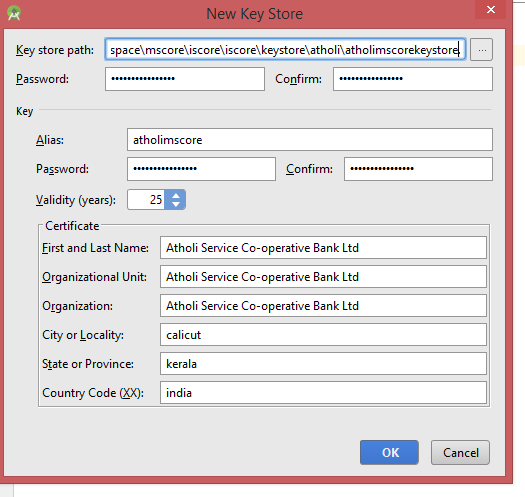 New Key Store
Key store path: space\mscore\iscore\iscore\keystore\atholi\atholimscorekeystore ...
Password: ••••••••••••••• Confirm: •••••••••••••••
Key
Alias: atholimscore
Password: ••••••••••••••• Confirm: •••••••••••••••
Validity (years): 25
Certificate
First and Last Name: Atholi Service Co-operative Bank Ltd
Organizational Unit: Atholi Service Co-operative Bank Ltd
Organization: Atholi Service Co-operative Bank Ltd
City or Locality: calicut
State or Province: kerala
Country Code (XX): india
OK Cancel